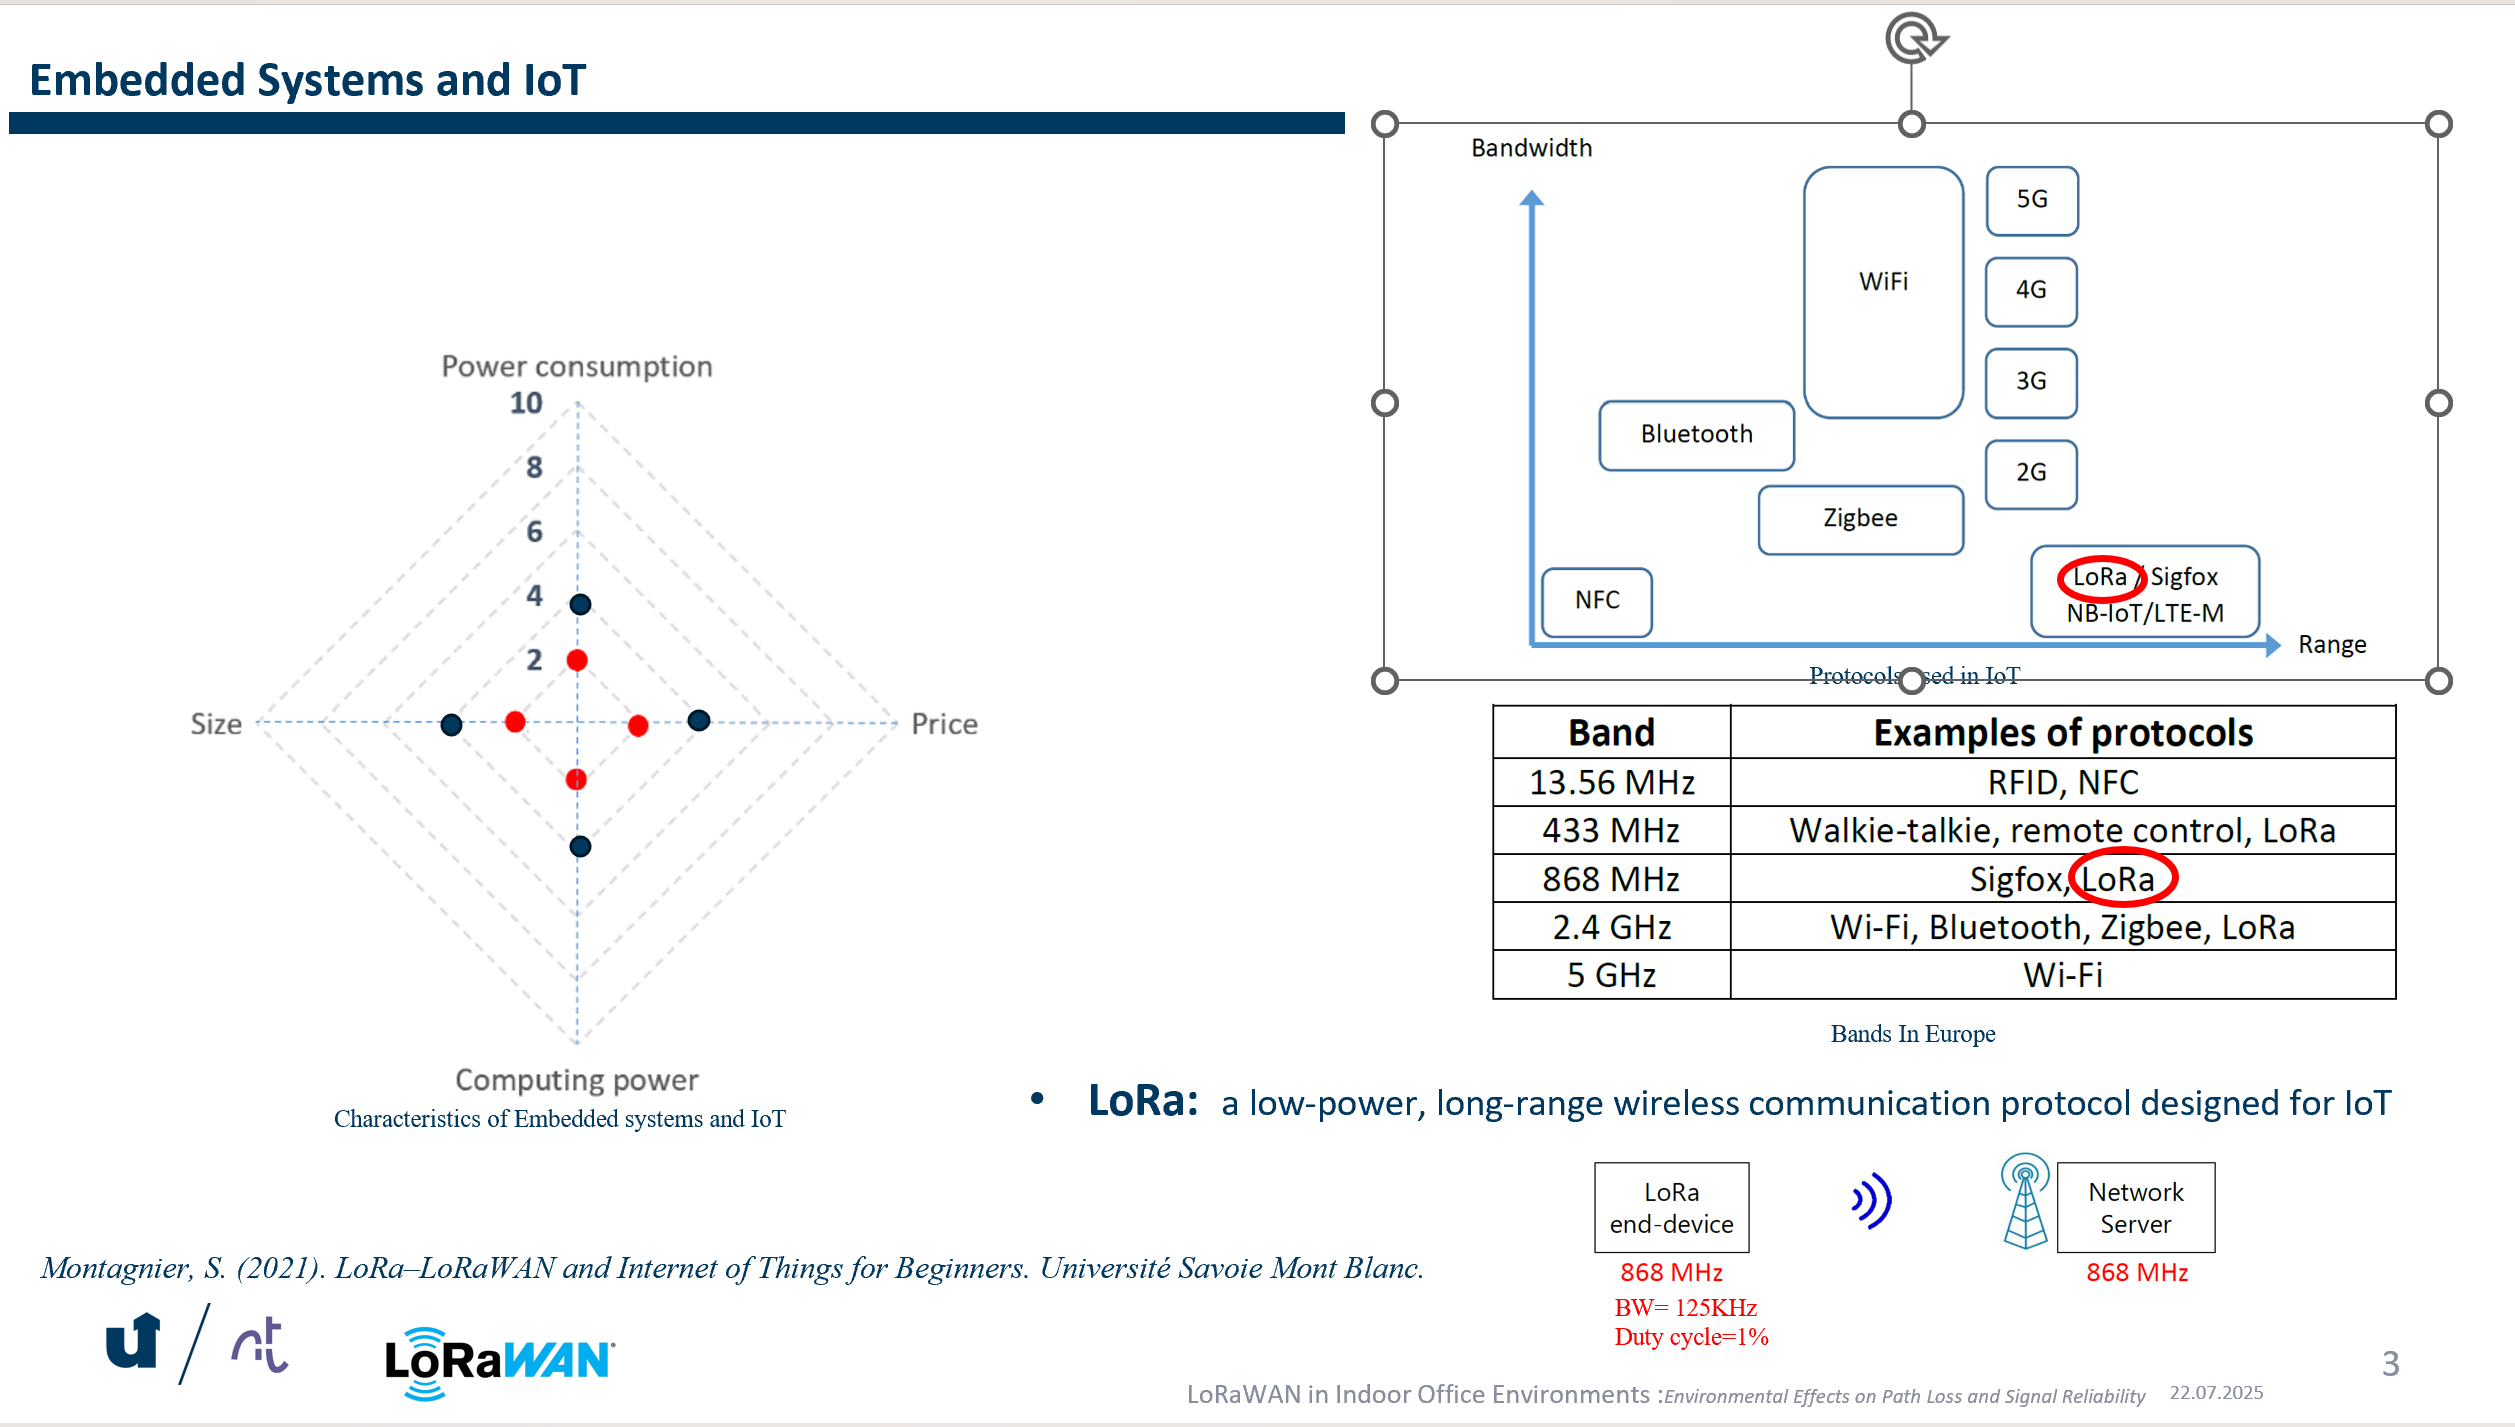 Embedded Systems and IoT
Power consumption
10
8
6
4
2
Size
Price
Computing power
Characteristics of Embedded systems and IoT
Bandwidth
WiFi
5G
4G
3G
2G
Bluetooth
Zigbee
NFC
LoRa / Sigfox
NB-IoT/LTE-M
Range
Protocols sed in IoT
Band Examples of protocols
13.56 MHz RFID, NFC
433 MHz Walkie-talkie, remote control, LoRa
868 MHz Sigfox, LoRa
2.4 GHz Wi-Fi, Bluetooth, Zigbee, LoRa
5 GHz Wi-Fi
Bands In Europe
• LoRa: a low-power, long-range wireless communication protocol designed for IoT
LoRa
end-device
868 MHz
BW= 125KHz
Duty cycle=1%
Network
Server
868 MHz
Montagnier, S. (2021). LoRa–LoRaWAN and Internet of Things for Beginners. Université Savoie Mont Blanc.
LoRaWAN
LoRaWAN in Indoor Office Environments :Environmental Effects on Path Loss and Signal Reliability 22.07.2025
3